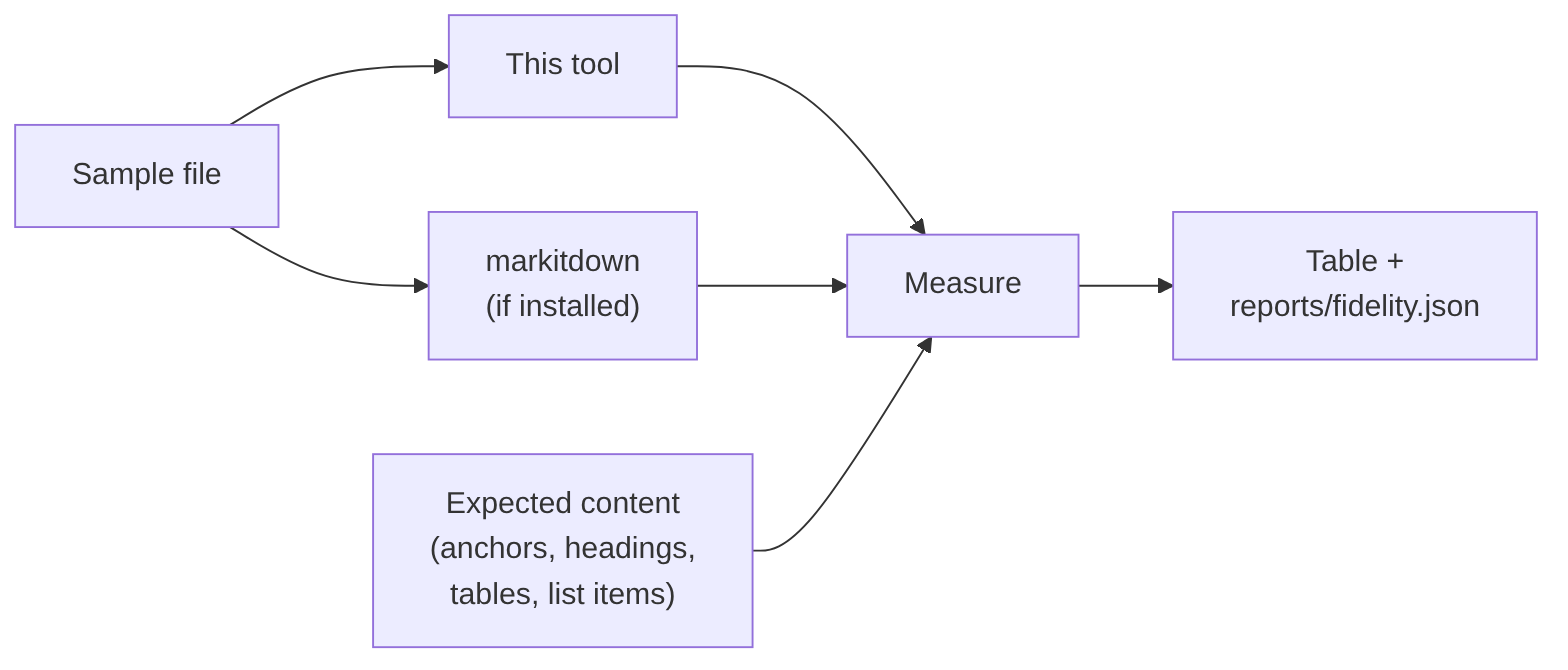 This tool
Sample file
markitdown
(if installed)
Measure
Table +
reports/fidelity.json
Expected content
(anchors, headings,
tables, list items)